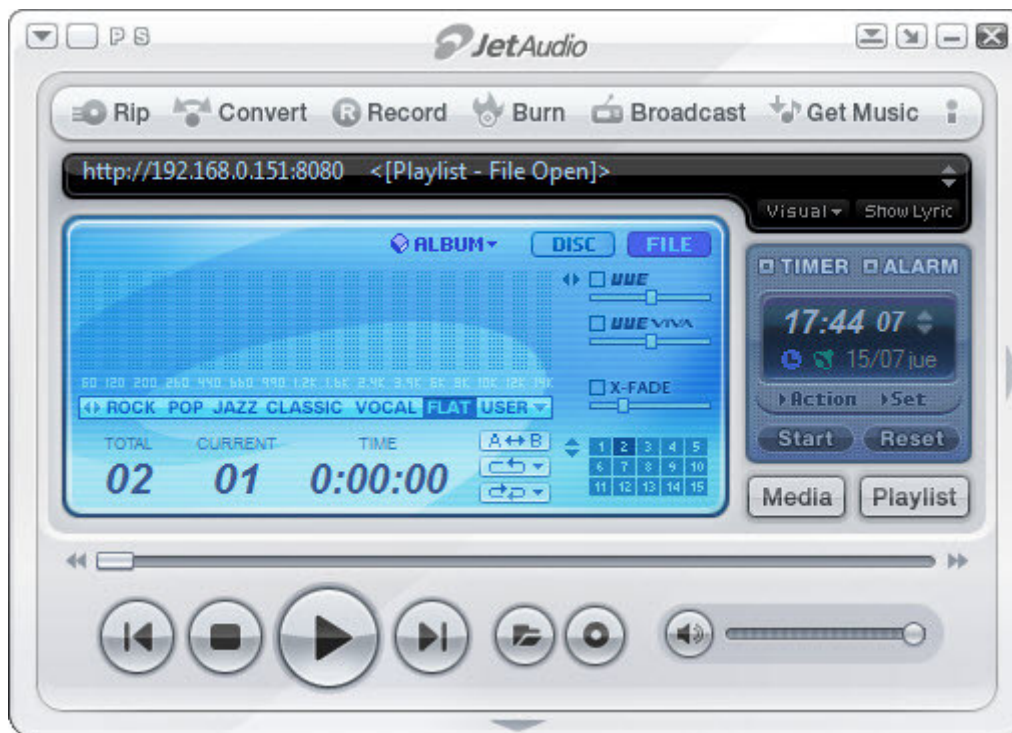 P S
JetAudio
Rip Convert R Record Burn Broadcast Get Music
http://192.168.0.151:8080 <[Playlist - File Open]>
Visual Show Lyric
ALBUM DISC FILE
TIMER ALARM
UUE
17:44 07
UUE VIVA
15/07 jue
X-FADE
Action Set
ROCK POP JAZZ CLASSIC VOCAL FLAT USER
TOTAL CURRENT TIME A B
1 2 3 4 5
Start Reset
02 01 0:00:00
6 7 8 9 10
11 12 13 14 15
Media Playlist